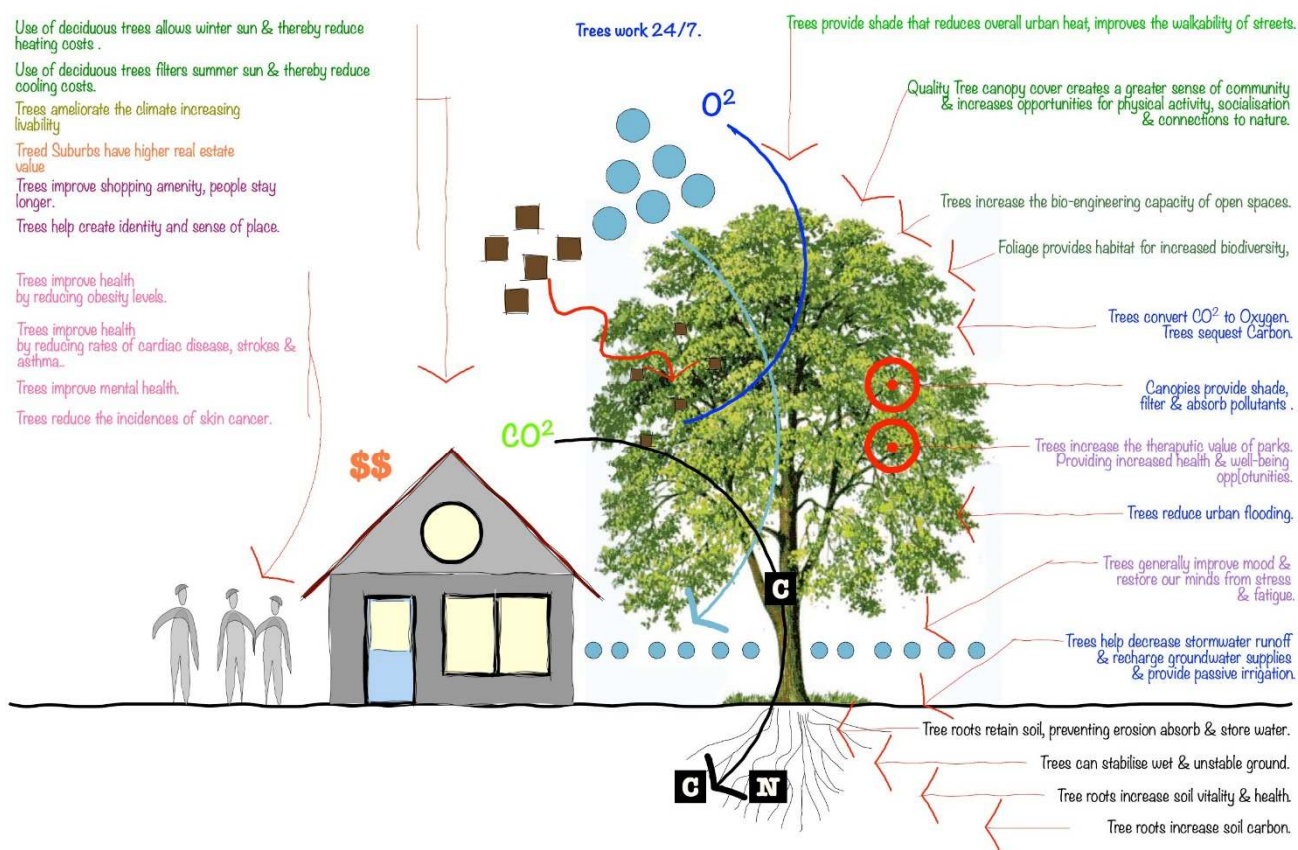 Use of deciduous trees allows winter sun & thereby reduce
heating costs .
Use of deciduous trees filters summer sun & thereby reduce
cooling costs.
Trees ameliorate the climate increasing
livability
Treed Suburbs have higher real estate
value
Trees improve shopping amenity, people stay
longer.
Trees help create identity and sense of place.
Trees improve health
by reducing obesity levels.
Trees improve health
by reducing rates of cardiac disease, strokes &
asthma..
Trees improve mental health.
Trees reduce the incidences of skin cancer.
$$
Trees work 24/7.
O²
CO²
C
C
N
Trees provide shade that reduces overall urban heat, improves the walkability of streets.
Quality Tree canopy cover creates a greater sense of community
& increases opportunities for physical activity, socialisation
& connections to nature.
Trees increase the bio-engineering capacity of open spaces.
Foliage provides habitat for increased biodiversity,
Trees convert CO² to Oxygen.
Trees sequest Carbon.
Canopies provide shade,
filter & absorb pollutants .
Trees increase the theraputic value of parks.
Providing increased health & well-being
opp[otunities.
Trees reduce urban flooding.
Trees generally improve mood &
restore our minds from stress
& fatigue.
Trees help decrease stormwater runoff
& recharge groundwater supplies
& provide passive irrigation.
Tree roots retain soil, preventing erosion absorb & store water.
Trees can stabilise wet & unstable ground.
Tree roots increase soil vitality & health.
Tree roots increase soil carbon.